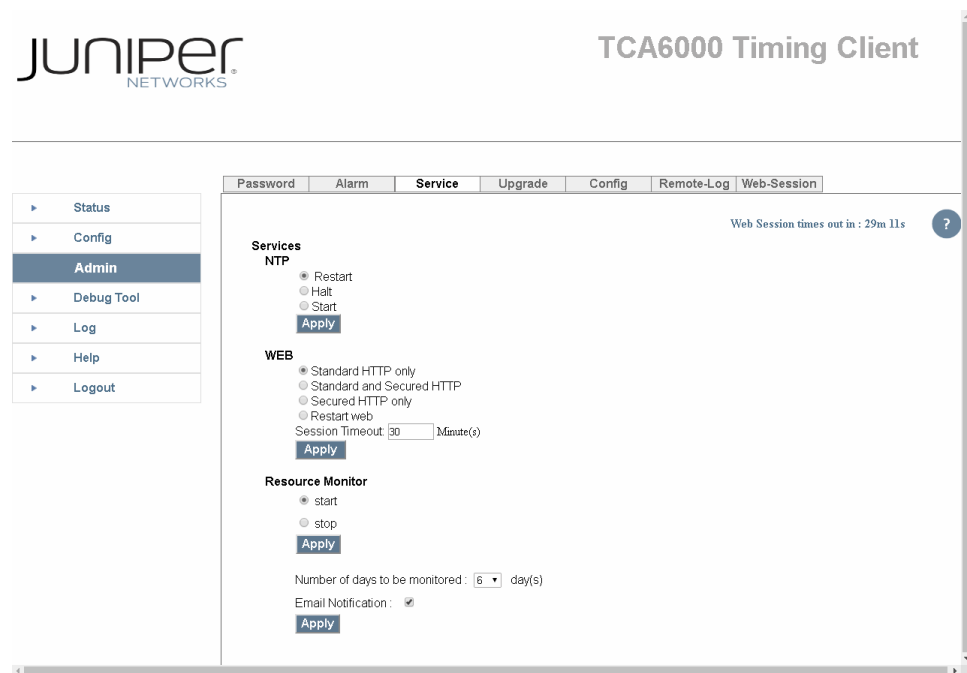 JUNIPER
NETWORKS
TCA6000 Timing Client
Password Alarm Service Upgrade Config Remote-Log Web-Session
Status
Config
Admin
Debug Tool
Log
Help
Logout
Web Session times out in : 29m 11s
?
Services
NTP
Restart
Halt
Start
Apply
WEB
Standard HTTP only
Standard and Secured HTTP
Secured HTTP only
Restart web
Session Timeout: 30 Minute(s)
Apply
Resource Monitor
start
stop
Apply
Number of days to be monitored : 6 day(s)
Email Notification :
Apply